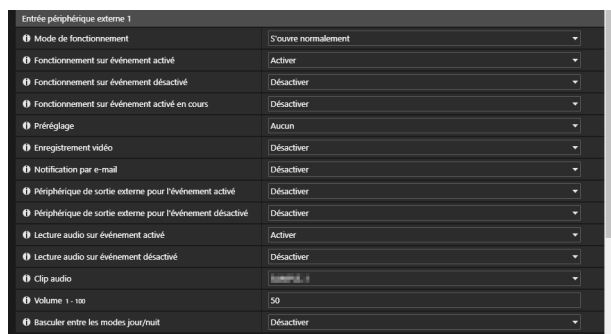 Entrée périphérique externe 1
Mode de fonctionnement S'ouvre normalement
Fonctionnement sur événement activé Activer
Fonctionnement sur événement désactivé Désactiver
Fonctionnement sur événement activé en cours Désactiver
Préréglage Aucun
Enregistrement vidéo Désactiver
Notification par e-mail Désactiver
Périphérique de sortie externe pour l'événement activé Désactiver
Périphérique de sortie externe pour l'événement désactivé Désactiver
Lecture audio sur événement activé Activer
Lecture audio sur événement désactivé Désactiver
Clip audio
Volume 1 - 100 50
Basculer entre les modes jour/nuit Désactiver